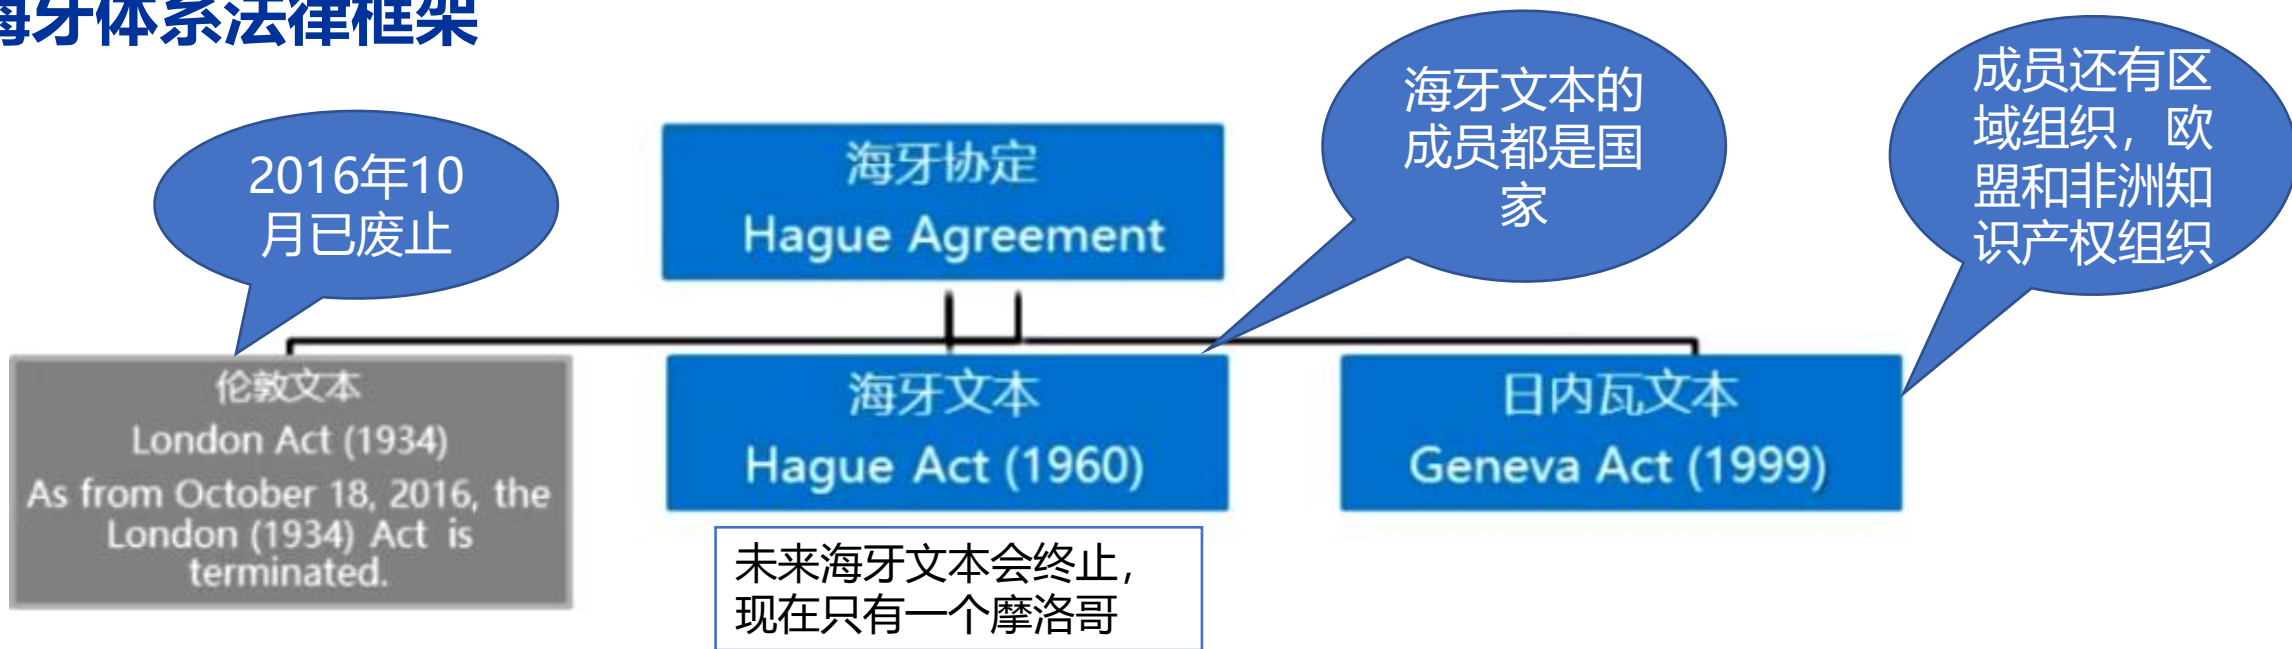 海牙体系法律框架
2016年10
月已废止
海牙协定
Hague Agreement
海牙文本的
成员都是国
家
成员还有区
域组织，欧
盟和非洲知
识产权组织
伦敦文本
London Act (1934)
As from October 18, 2016, the
London (1934) Act is
terminated.
海牙文本
Hague Act (1960)
日内瓦文本
Geneva Act (1999)
未来海牙文本会终止，
现在只有一个摩洛哥